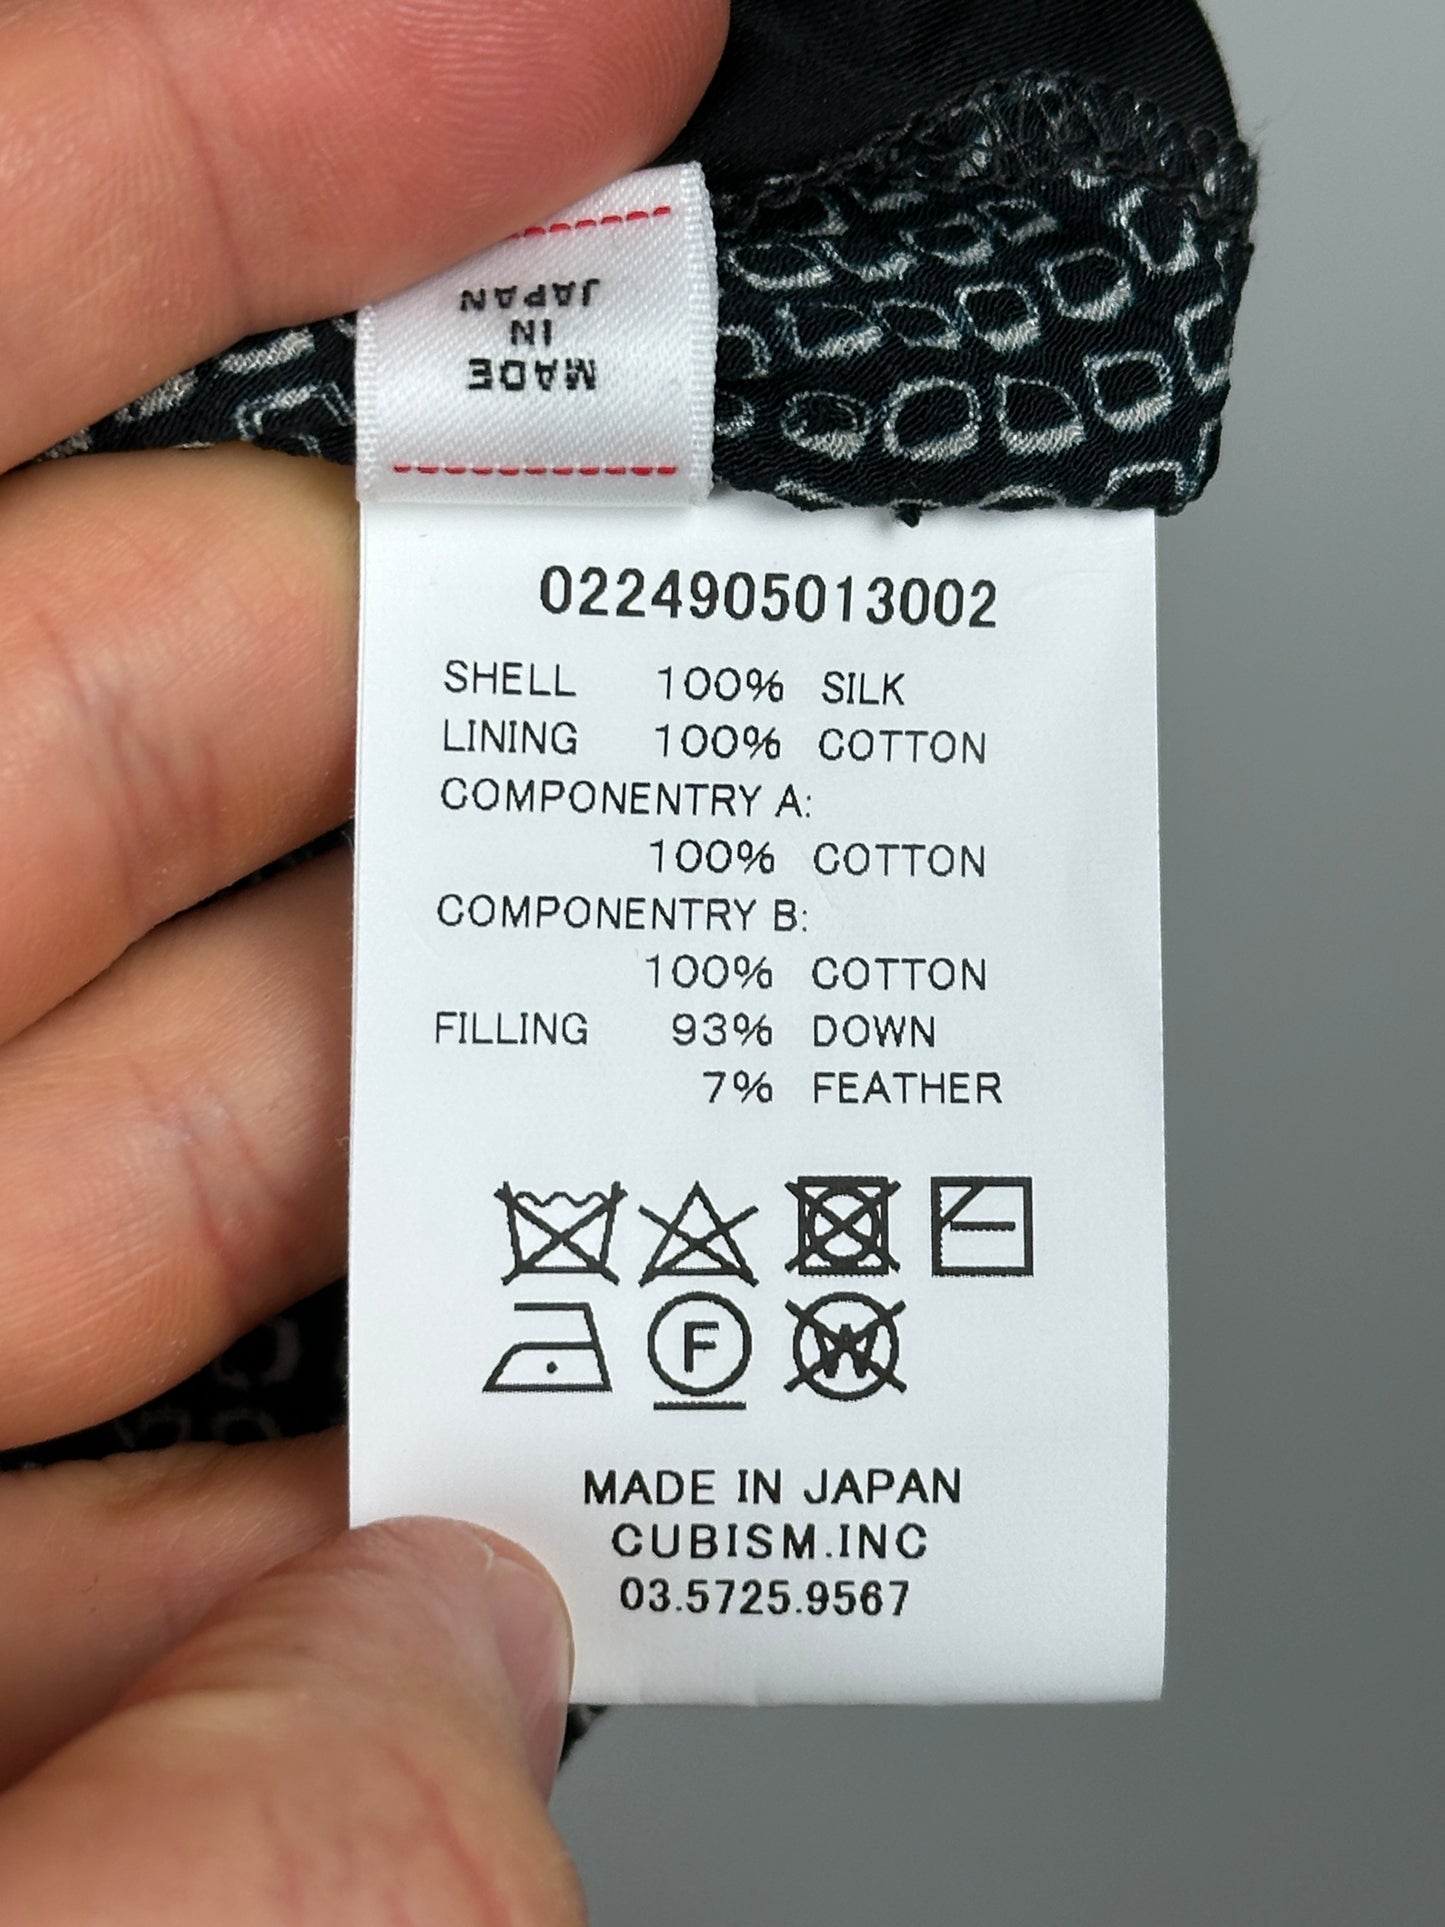 MADE
IN
JAPAN
0224905013002
SHELL 100% SILK
LINING 100% COTTON
COMPONENTRY A:
100% COTTON
COMPONENTRY B:
100% COTTON
FILLING 93% DOWN
7% FEATHER
F
W
MADE IN JAPAN
CUBISM.INC
03.5725.9567